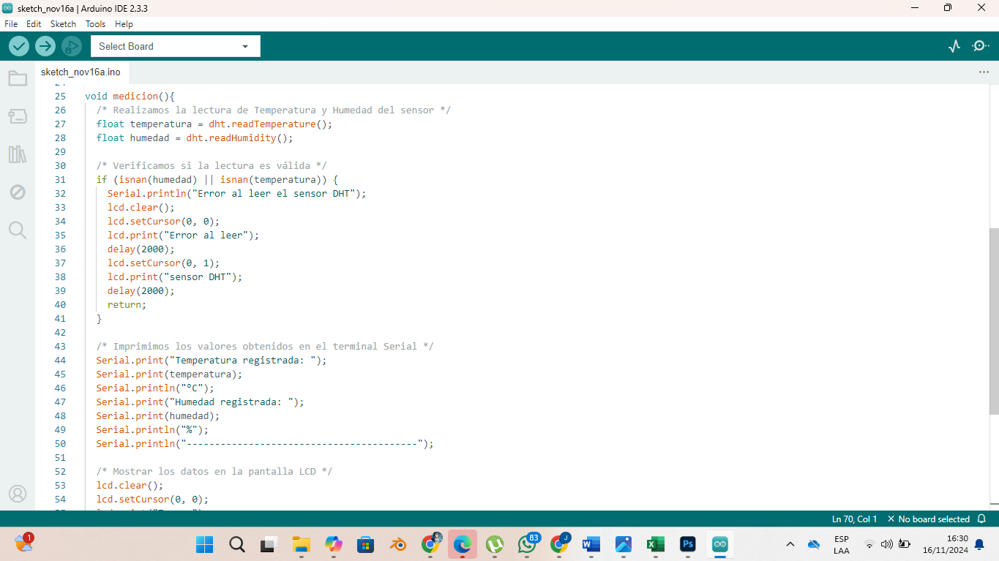 sketch_nov16a | Arduino IDE 2.3.3
File Edit Sketch Tools Help
Select Board
sketch_nov16a.ino
25 void medicion(){
26 /* Realizamos la lectura de Temperatura y Humedad del sensor */
27 float temperatura = dht.readTemperature();
28 float humedad = dht.readHumidity();
29
30 /* Verificamos si la lectura es válida */
31 if (isnan(humedad) || isnan(temperatura)) {
32 Serial.println("Error al leer el sensor DHT");
33 lcd.clear();
34 lcd.setCursor(0, 0);
35 lcd.print("Error al leer");
36 delay(2000);
37 lcd.setCursor(0, 1);
38 lcd.print("sensor DHT");
39 delay(2000);
40 return;
41 }
42
43 /* Imprimimos los valores obtenidos en el terminal Serial */
44 Serial.print("Temperatura registrada: ");
45 Serial.print(temperatura);
46 Serial.println("°C");
47 Serial.print("Humedad registrada: ");
48 Serial.print(humedad);
49 Serial.println("%");
50 Serial.println("-----------------------------------------");
51
52 /* Mostrar los datos en la pantalla LCD */
53 lcd.clear();
54 lcd.setCursor(0, 0);
Ln 70, Col 1 × No board selected
1
83
J
Ps
ESP
LAA
16:30
16/11/2024